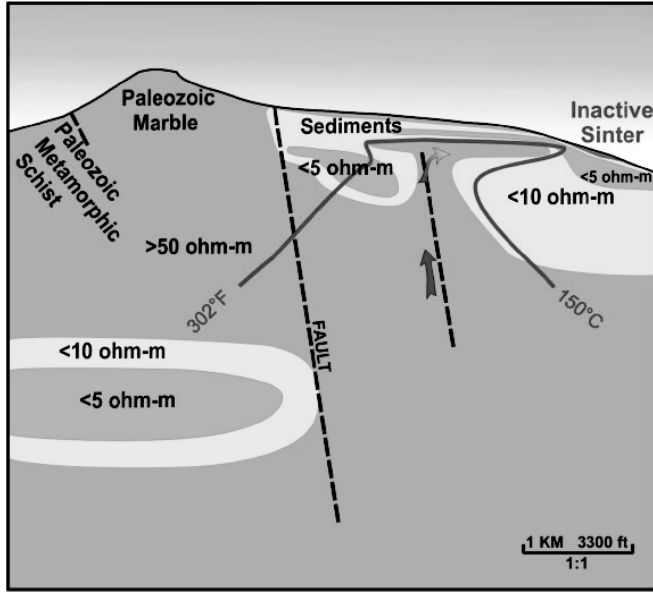 Paleozoic
Marble
Paleozoic
Metamorphic
Schist
Sediments
Inactive
Sinter
<5 ohm-m
<5 ohm-m
<10 ohm-m
>50 ohm-m
302°F
150°C
FAULT
<10 ohm-m
<5 ohm-m
1 KM 3300 ft
1:1